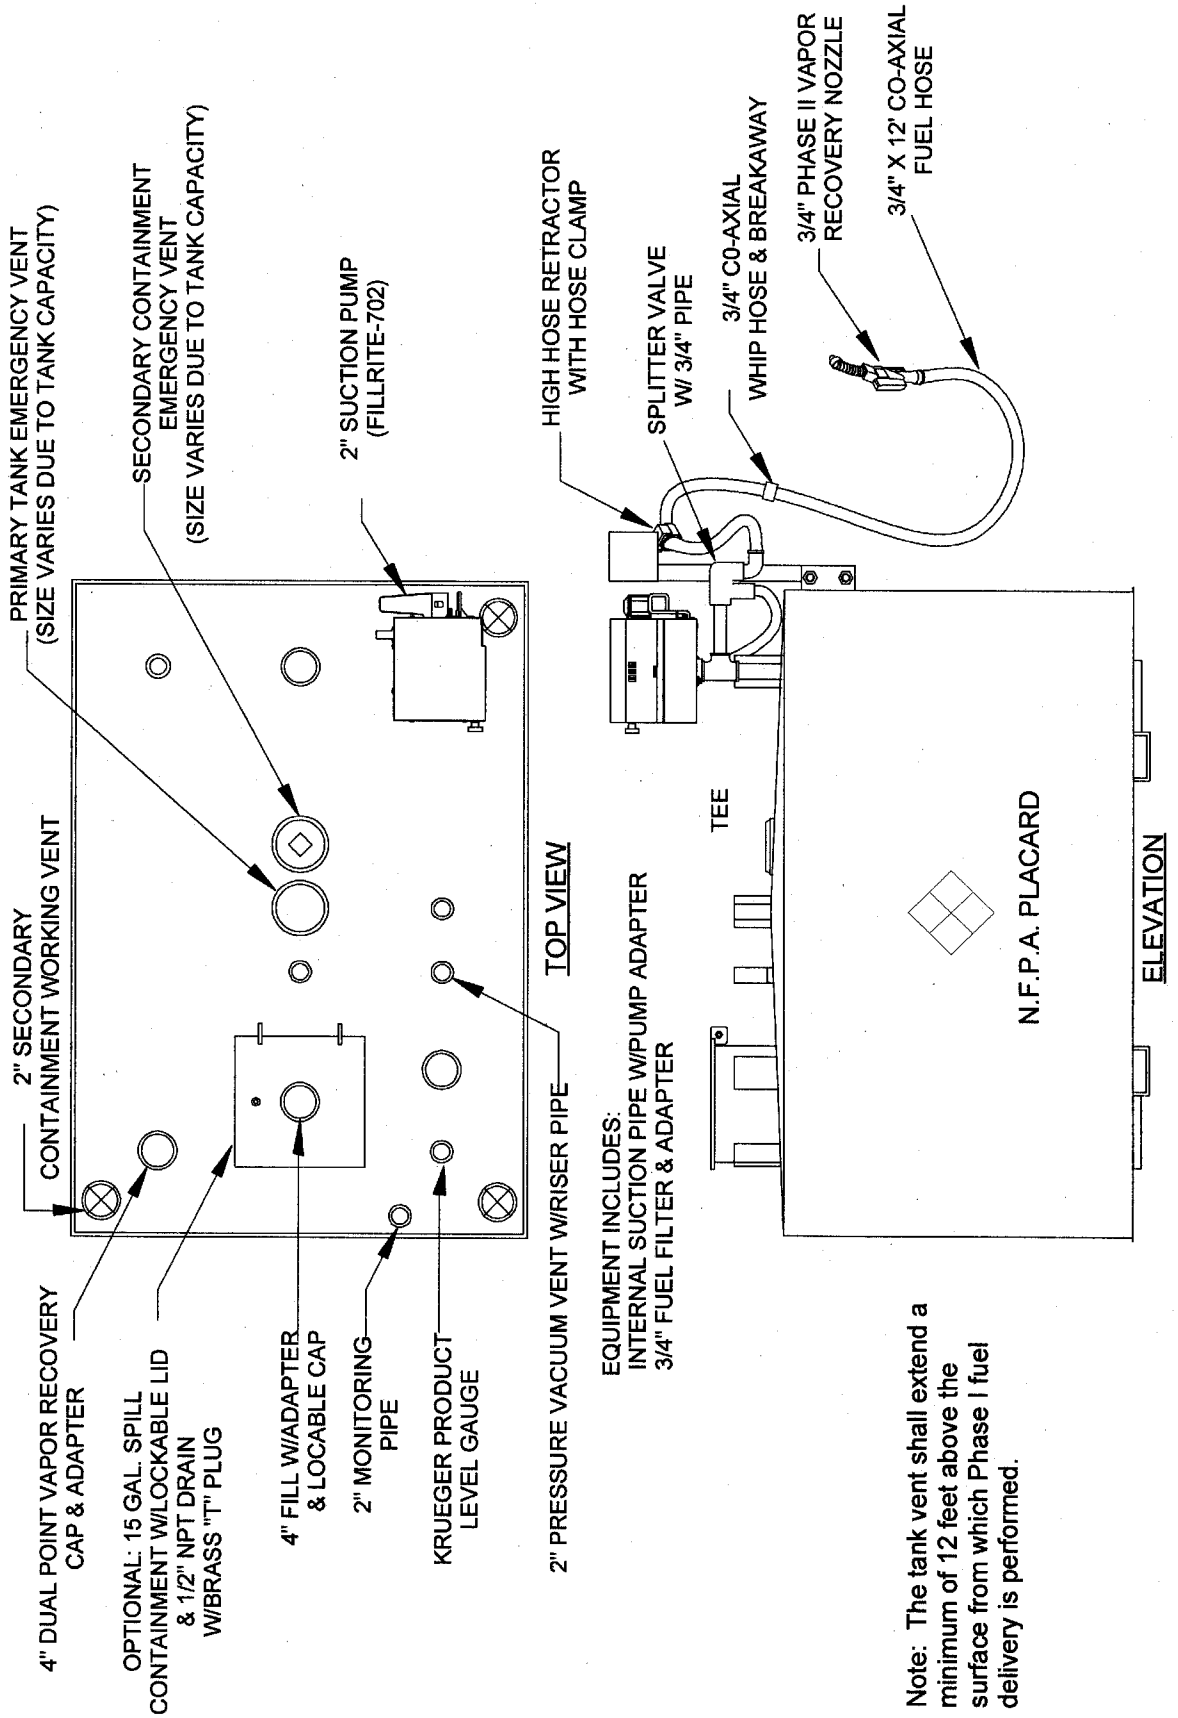 PRIMARY TANK EMERGENCY VENT
(SIZE VARIES DUE TO TANK CAPACITY)
2" SECONDARY
CONTAINMENT WORKING VENT
SECONDARY CONTAINMENT
EMERGENCY VENT
(SIZE VARIES DUE TO TANK CAPACITY)
4" DUAL POINT VAPOR RECOVERY
CAP & ADAPTER
OPTIONAL: 15 GAL. SPILL
CONTAINMENT W/LOCKABLE LID
& 1/2" NPT DRAIN
W/BRASS "T" PLUG
2" SUCTION PUMP
(FILLRITE-702)
4" FILL W/ADAPTER
& LOCABLE CAP
2" MONITORING
PIPE
KRUEGER PRODUCT
LEVEL GAUGE
2" PRESSURE VACUUM VENT W/RISER PIPE
TOP VIEW
HIGH HOSE RETRACTOR
WITH HOSE CLAMP
SPLITTER VALVE
W/ 3/4" PIPE
3/4" C0-AXIAL
WHIP HOSE & BREAKAWAY
3/4" PHASE II VAPOR
RECOVERY NOZZLE
3/4" X 12' CO-AXIAL
FUEL HOSE
EQUIPMENT INCLUDES:
INTERNAL SUCTION PIPE W/PUMP ADAPTER
3/4" FUEL FILTER & ADAPTER
TEE
N.F.P.A. PLACARD
ELEVATION
Note: The tank vent shall extend a
minimum of 12 feet above the
surface from which Phase I fuel
delivery is performed.